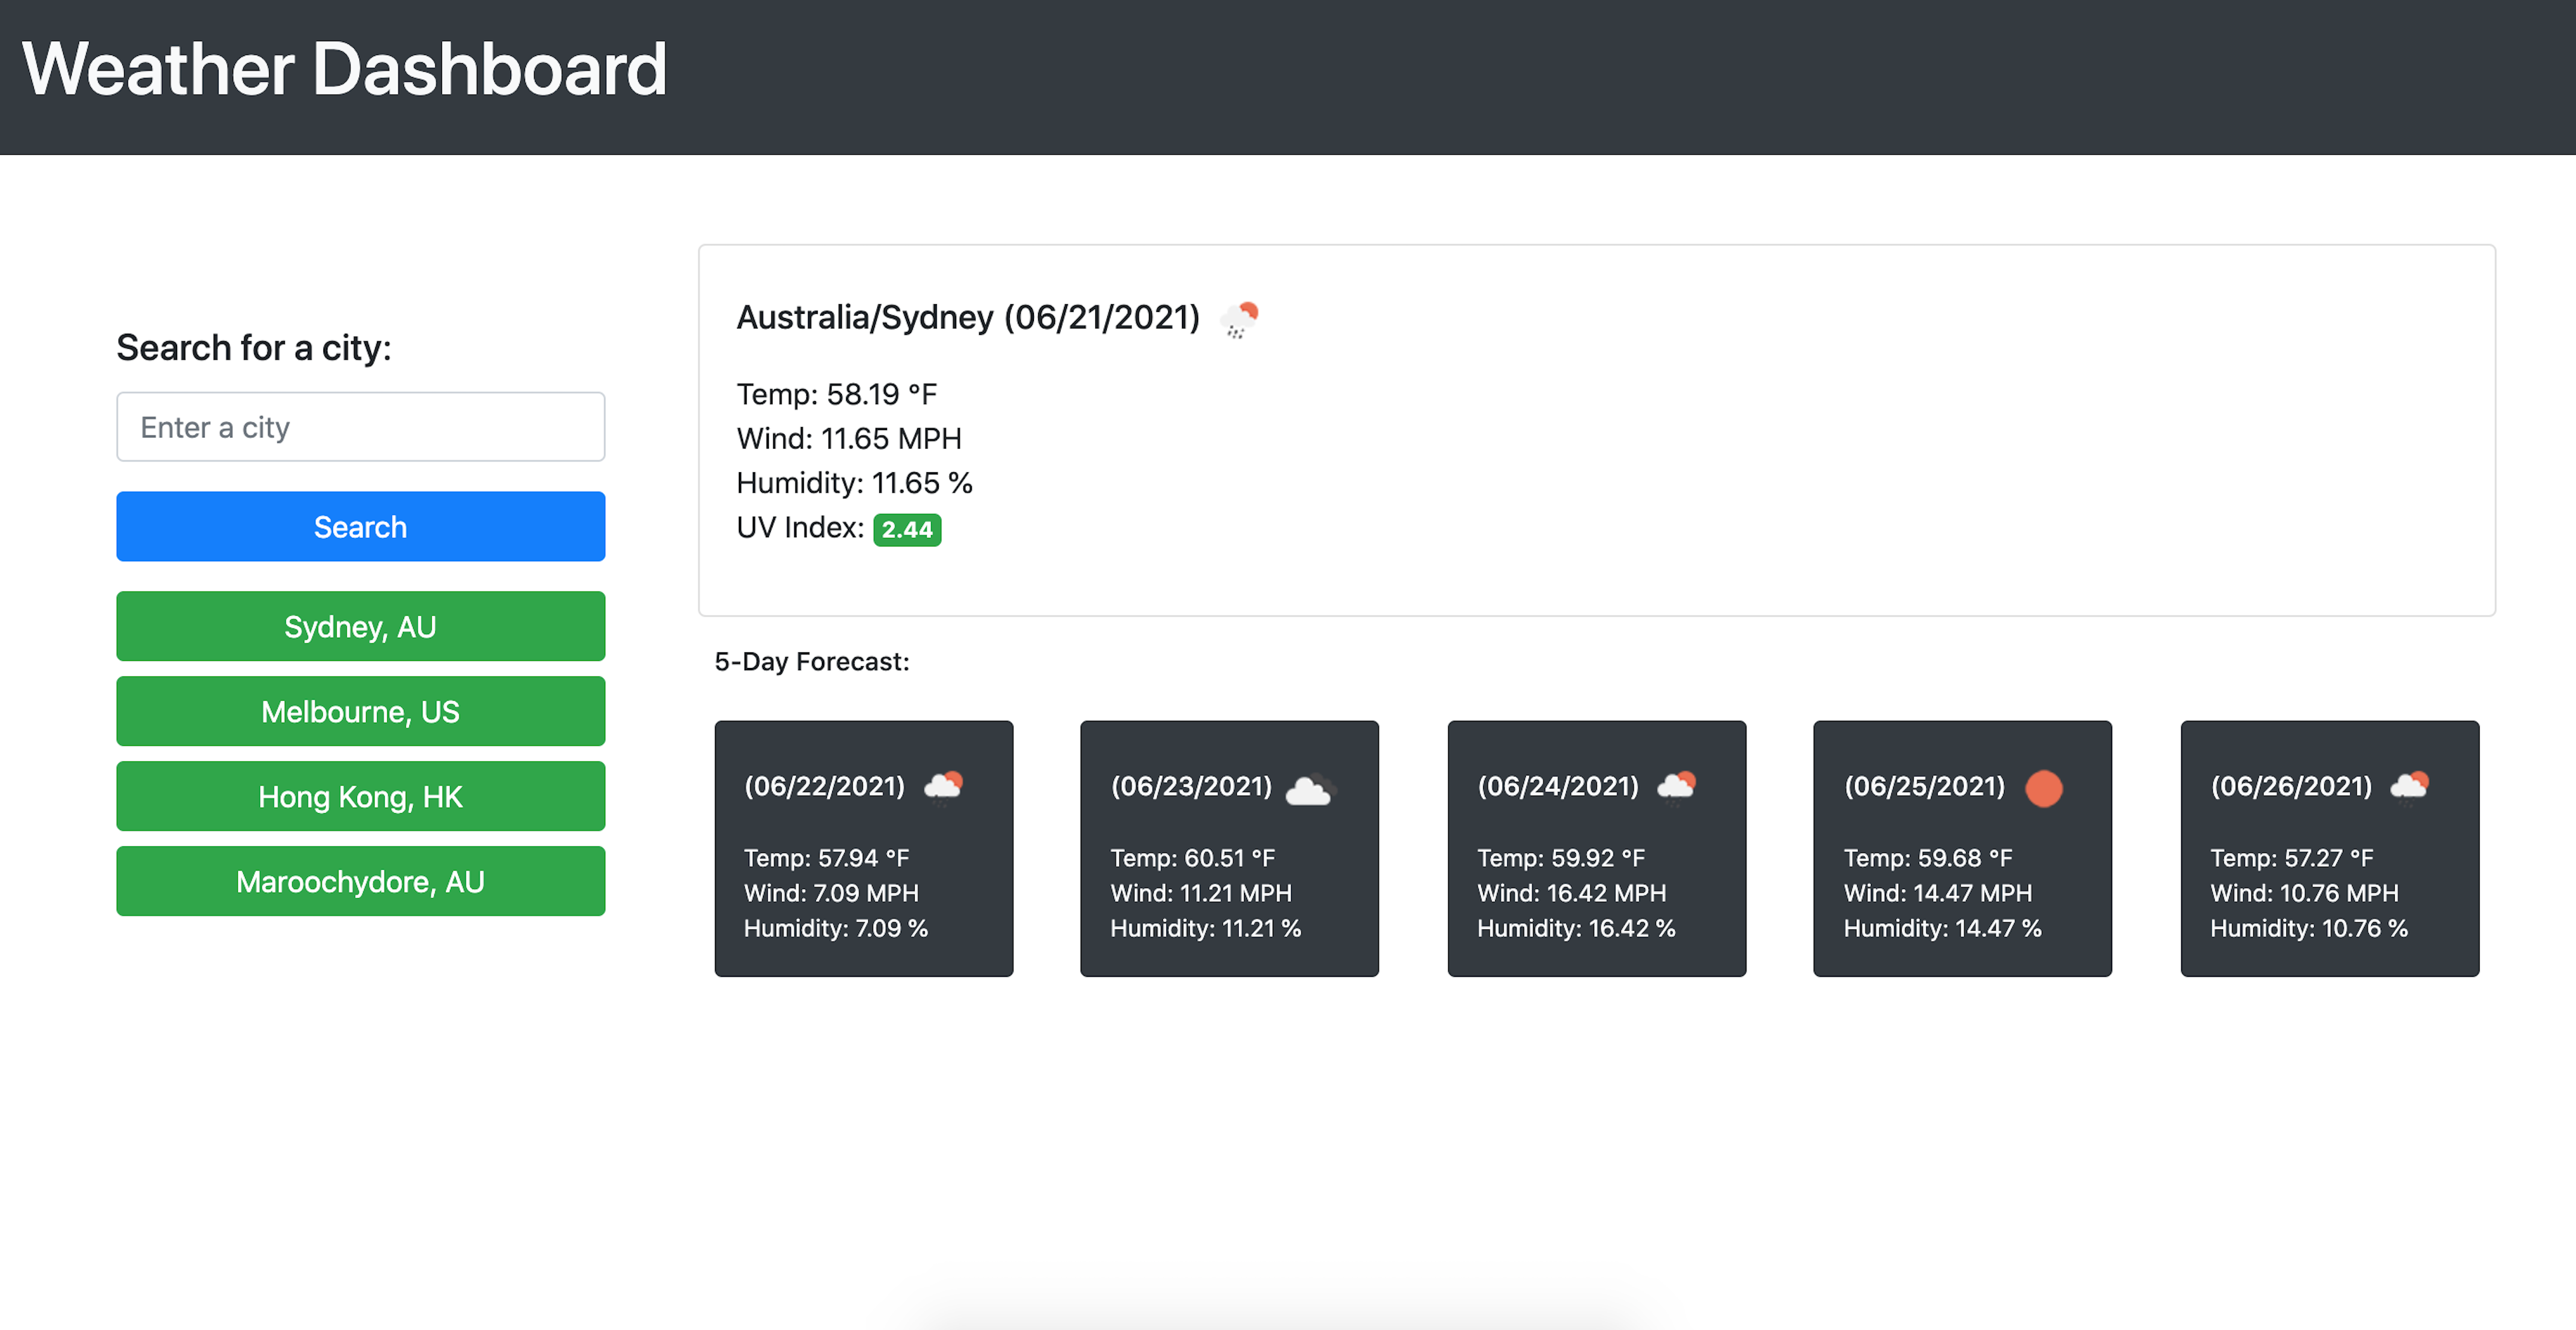 Weather Dashboard
Search for a city:
Enter a city
Search
Sydney, AU
Melbourne, US
Hong Kong, HK
Maroochydore, AU
Australia/Sydney (06/21/2021)
Temp: 58.19 °F
Wind: 11.65 MPH
Humidity: 11.65 %
UV Index: 2.44
5-Day Forecast:
(06/22/2021)
Temp: 57.94 °F
Wind: 7.09 MPH
Humidity: 7.09 %
(06/23/2021)
Temp: 60.51 °F
Wind: 11.21 MPH
Humidity: 11.21 %
(06/24/2021)
Temp: 59.92 °F
Wind: 16.42 MPH
Humidity: 16.42 %
(06/25/2021)
Temp: 59.68 °F
Wind: 14.47 MPH
Humidity: 14.47 %
(06/26/2021)
Temp: 57.27 °F
Wind: 10.76 MPH
Humidity: 10.76 %